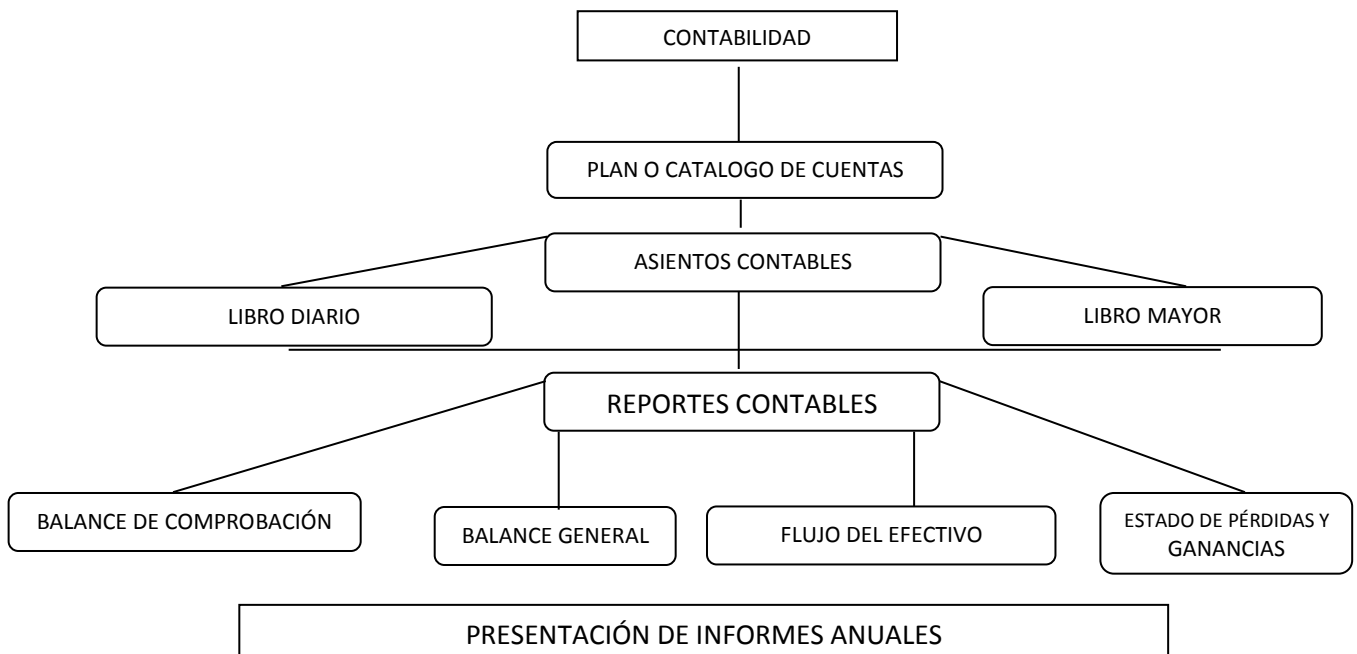 CONTABILIDAD
PLAN O CATALOGO DE CUENTAS
ASIENTOS CONTABLES
LIBRO DIARIO
LIBRO MAYOR
REPORTES CONTABLES
BALANCE DE COMPROBACIÓN
BALANCE GENERAL
FLUJO DEL EFECTIVO
ESTADO DE PÉRDIDAS Y
GANANCIAS
PRESENTACIÓN DE INFORMES ANUALES